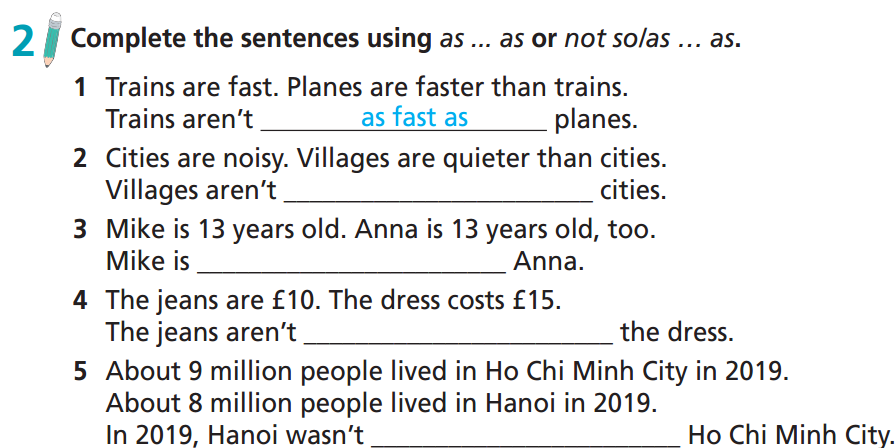 2 Complete the sentences using as ... as or not so/as ... as.
1 Trains are fast. Planes are faster than trains.
Trains aren't as fast as planes.
2 Cities are noisy. Villages are quieter than cities.
Villages aren't ______________________ cities.
3 Mike is 13 years old. Anna is 13 years old, too.
Mike is ______________________ Anna.
4 The jeans are £10. The dress costs £15.
The jeans aren't ______________________ the dress.
5 About 9 million people lived in Ho Chi Minh City in 2019.
About 8 million people lived in Hanoi in 2019.
In 2019, Hanoi wasn't ______________________ Ho Chi Minh City.